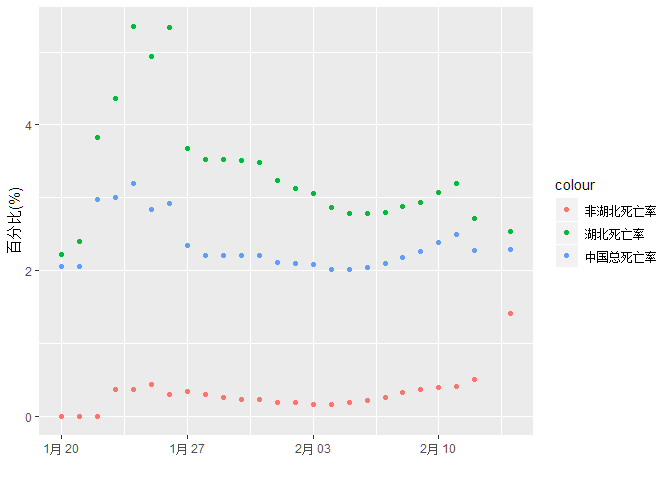 百分比(%)
4
2
0
1月 20
1月 27
2月 03
2月 10
colour
非湖北死亡率
湖北死亡率
中国总死亡率